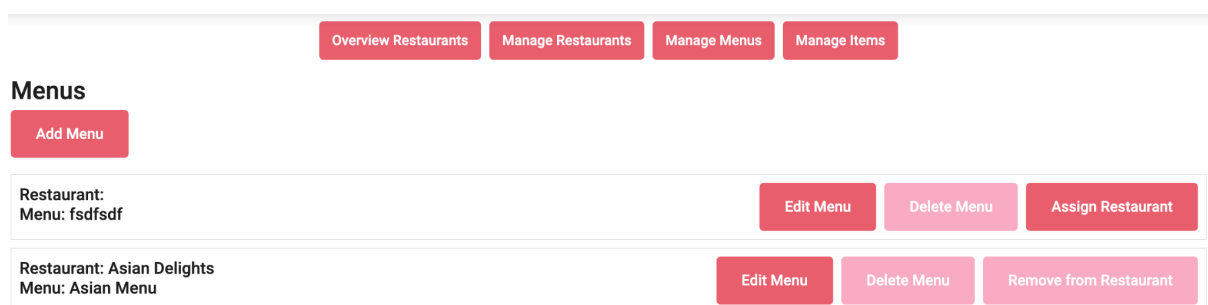 Overview Restaurants Manage Restaurants Manage Menus Manage Items
Menus
Add Menu
Restaurant:
Menu: fsdfsdf
Edit Menu Delete Menu Assign Restaurant
Restaurant: Asian Delights
Menu: Asian Menu
Edit Menu Delete Menu Remove from Restaurant